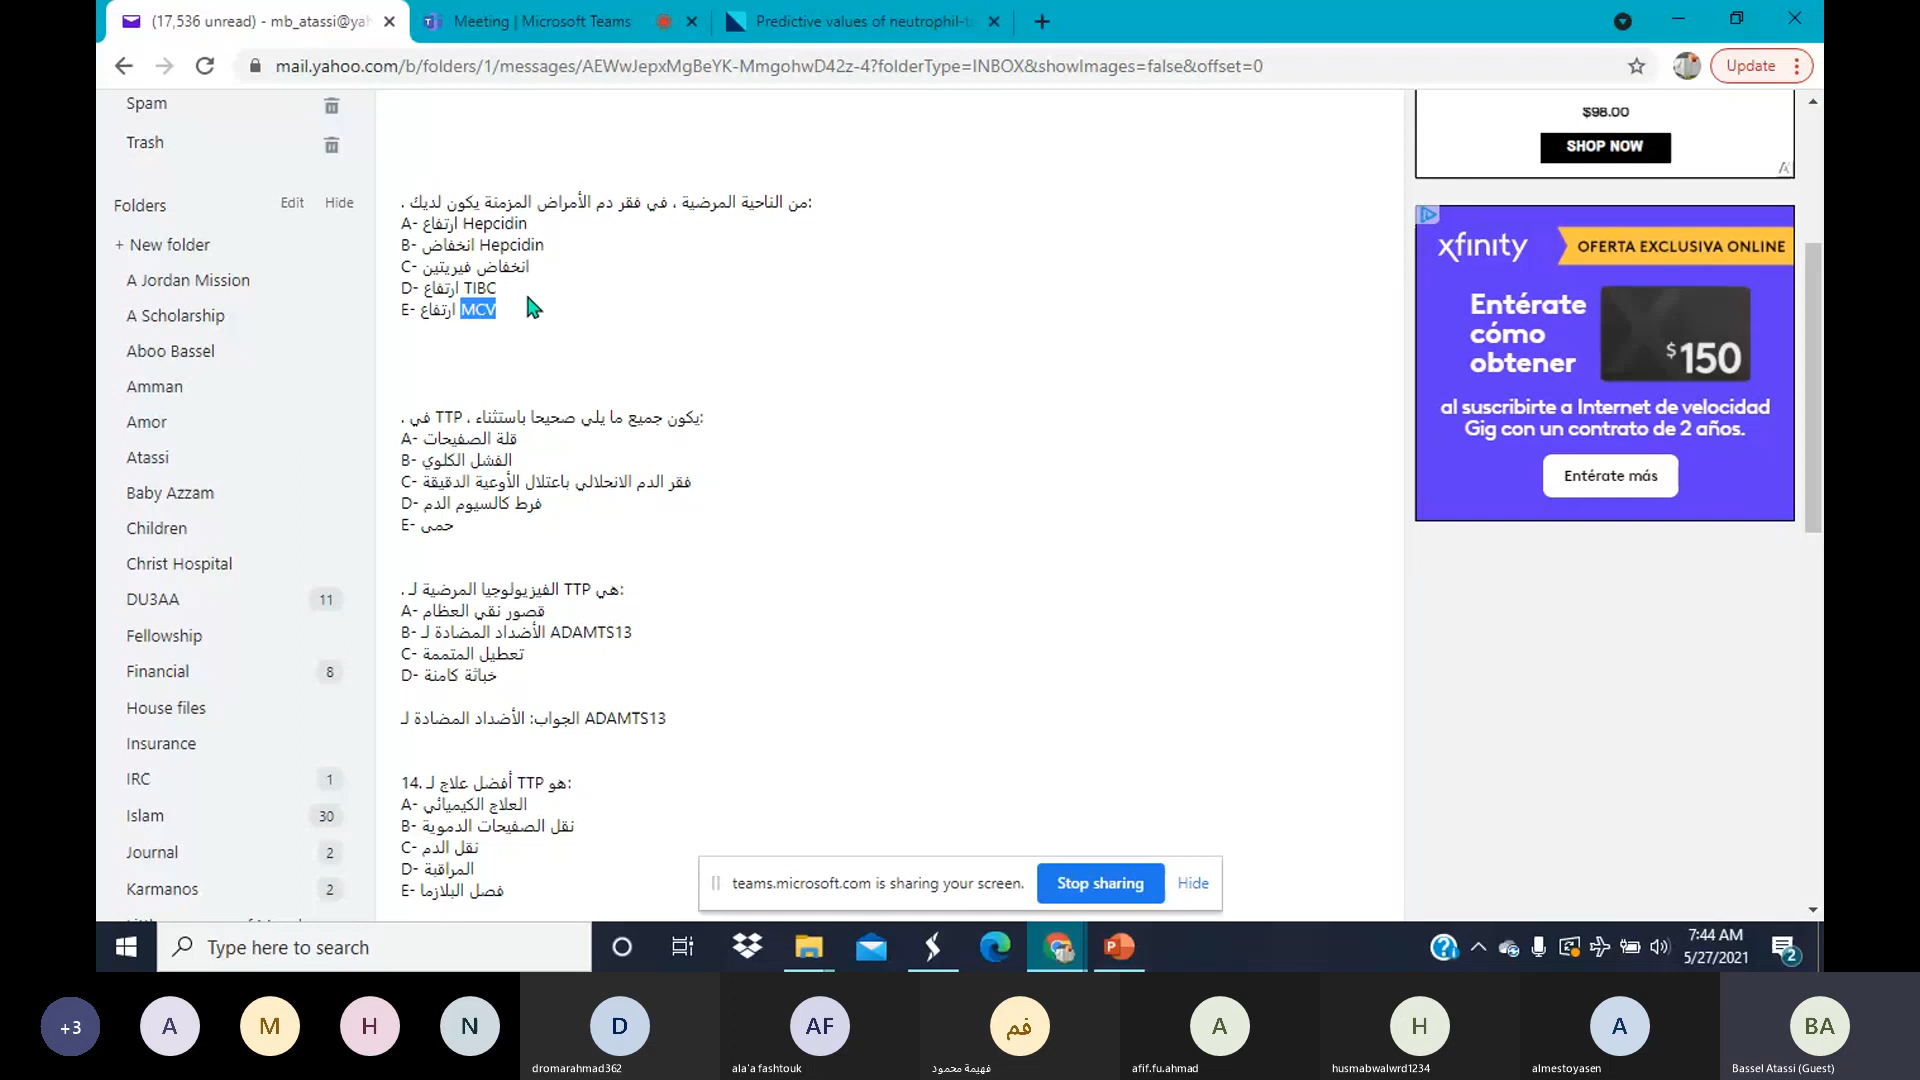 (17,536 unread) - mb_atassi@yah
Meeting | Microsoft Teams
Predictive values of neutrophil-t
mail.yahoo.com/b/folders/1/messages/AEWwJepxMgBeYK-MmgohwD42z-4?folderType=INBOX&showImages=false&offset=0
Update
Spam
Trash
Folders
Edit
Hide
+ New folder
A Jordan Mission
A Scholarship
Aboo Bassel
Amman
Amor
Atassi
Baby Azzam
Children
Christ Hospital
DU3AA 11
Fellowship
Financial 8
House files
Insurance
IRC 1
Islam 30
Journal 2
Karmanos 2
. من الناحية المرضية ، في فقر دم الأمراض المزمنة يكون لديك:
A- ارتفاع Hepcidin
B- انخفاض Hepcidin
C- انخفاض فيريتين
D- ارتفاع TIBC
E- ارتفاع MCV
. في TTP ، يكون جميع ما يلي صحيحا باستثناء:
A- قلة الصفيحات
B- الفشل الكلوي
C- فقر الدم الانحلالي باعتلال الأوعية الدقيقة
D- فرط كالسيوم الدم
E- حمى
. الفيزيولوجيا المرضية لـ TTP هي:
A- قصور نقي العظام
B- الأضداد المضادة لـ ADAMTS13
C- تعطيل المتممة
D- خباثة كامنة
الجواب: الأضداد المضادة لـ ADAMTS13
14. أفضل علاج لـ TTP هو:
A- العلاج الكيميائي
B- نقل الصفيحات الدموية
C- نقل الدم
D- المراقبة
E- فصل البلازما
$98.00
SHOP NOW
xfinity
OFERTA EXCLUSIVA ONLINE
Entérate
cómo
obtener
$150
al suscribirte a Internet de velocidad
Gig con un contrato de 2 años.
Entérate más
teams.microsoft.com is sharing your screen.
Stop sharing
Hide
Type here to search
7:44 AM
5/27/2021
2
+3
A
M
H
N
D
AF
فم
A
H
A
BA
dromarahmad362
ala'a fashtouk
فهيمة محمود
afif.fu.ahmad
husmabwalwrd1234
almestoyasen
Bassel Atassi (Guest)